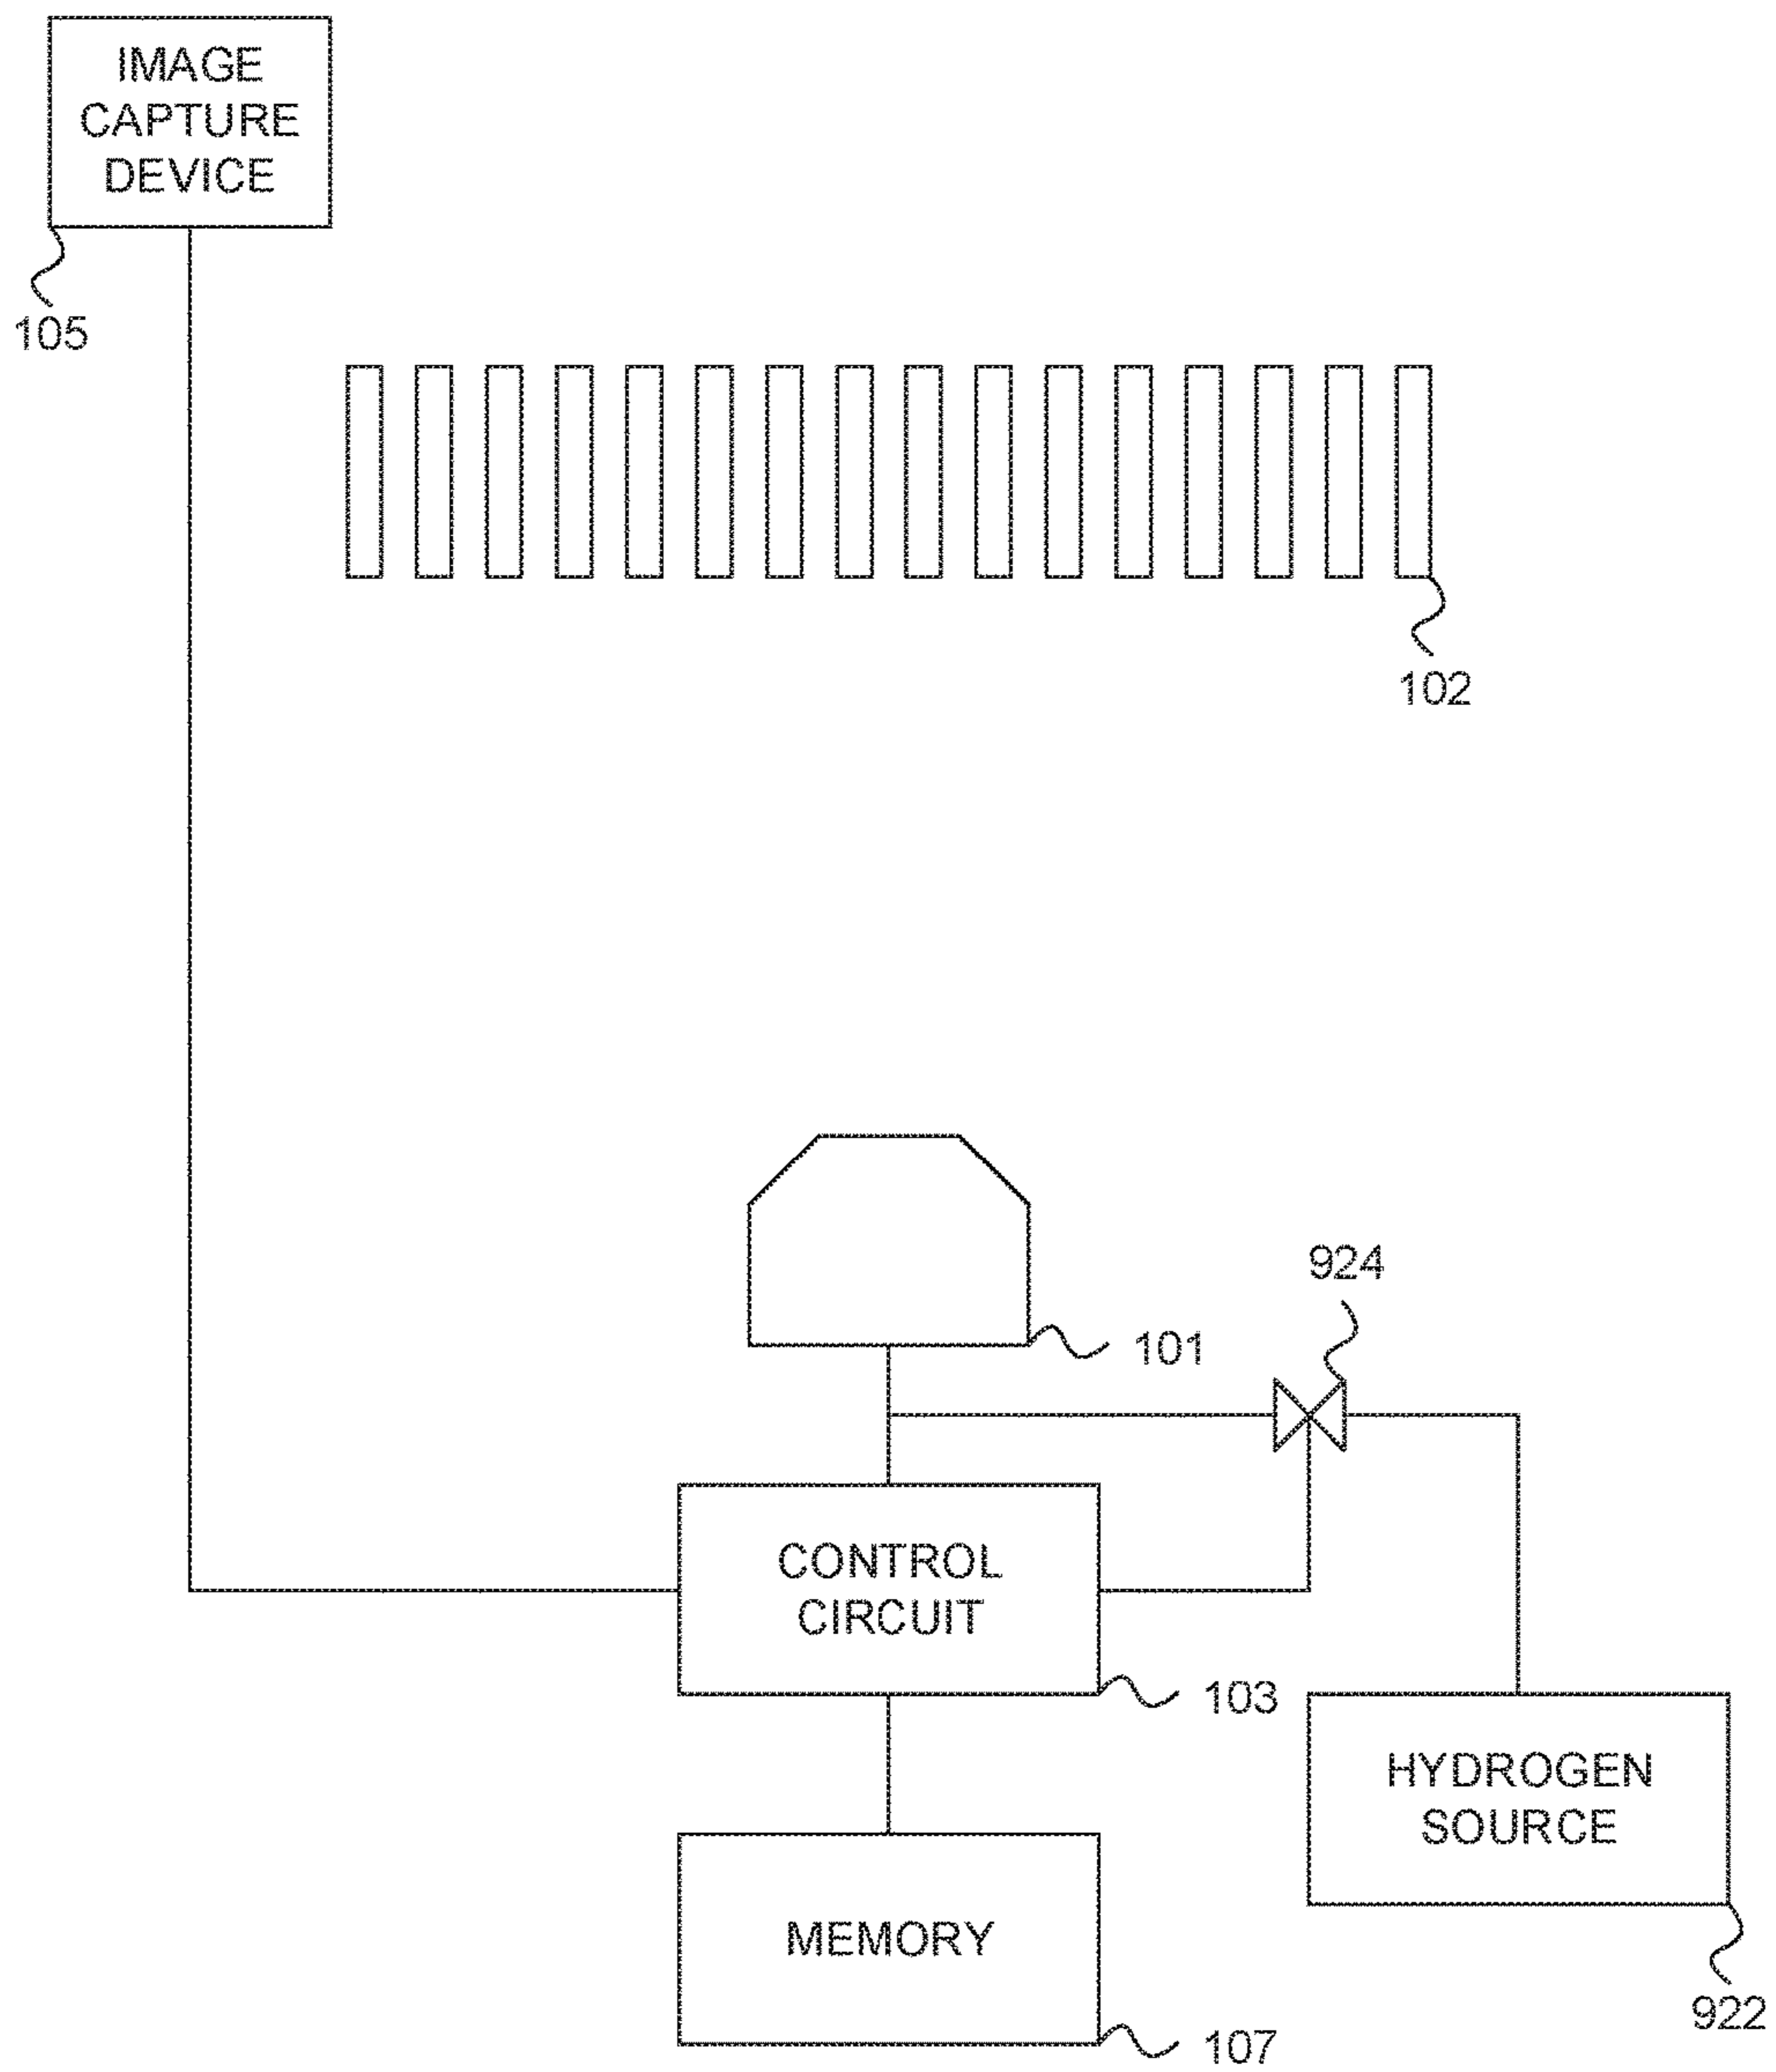 IMAGE
CAPTURE
DEVICE
105
102
924
101
CONTROL
CIRCUIT
103
HYDROGEN
SOURCE
MEMORY
922
107